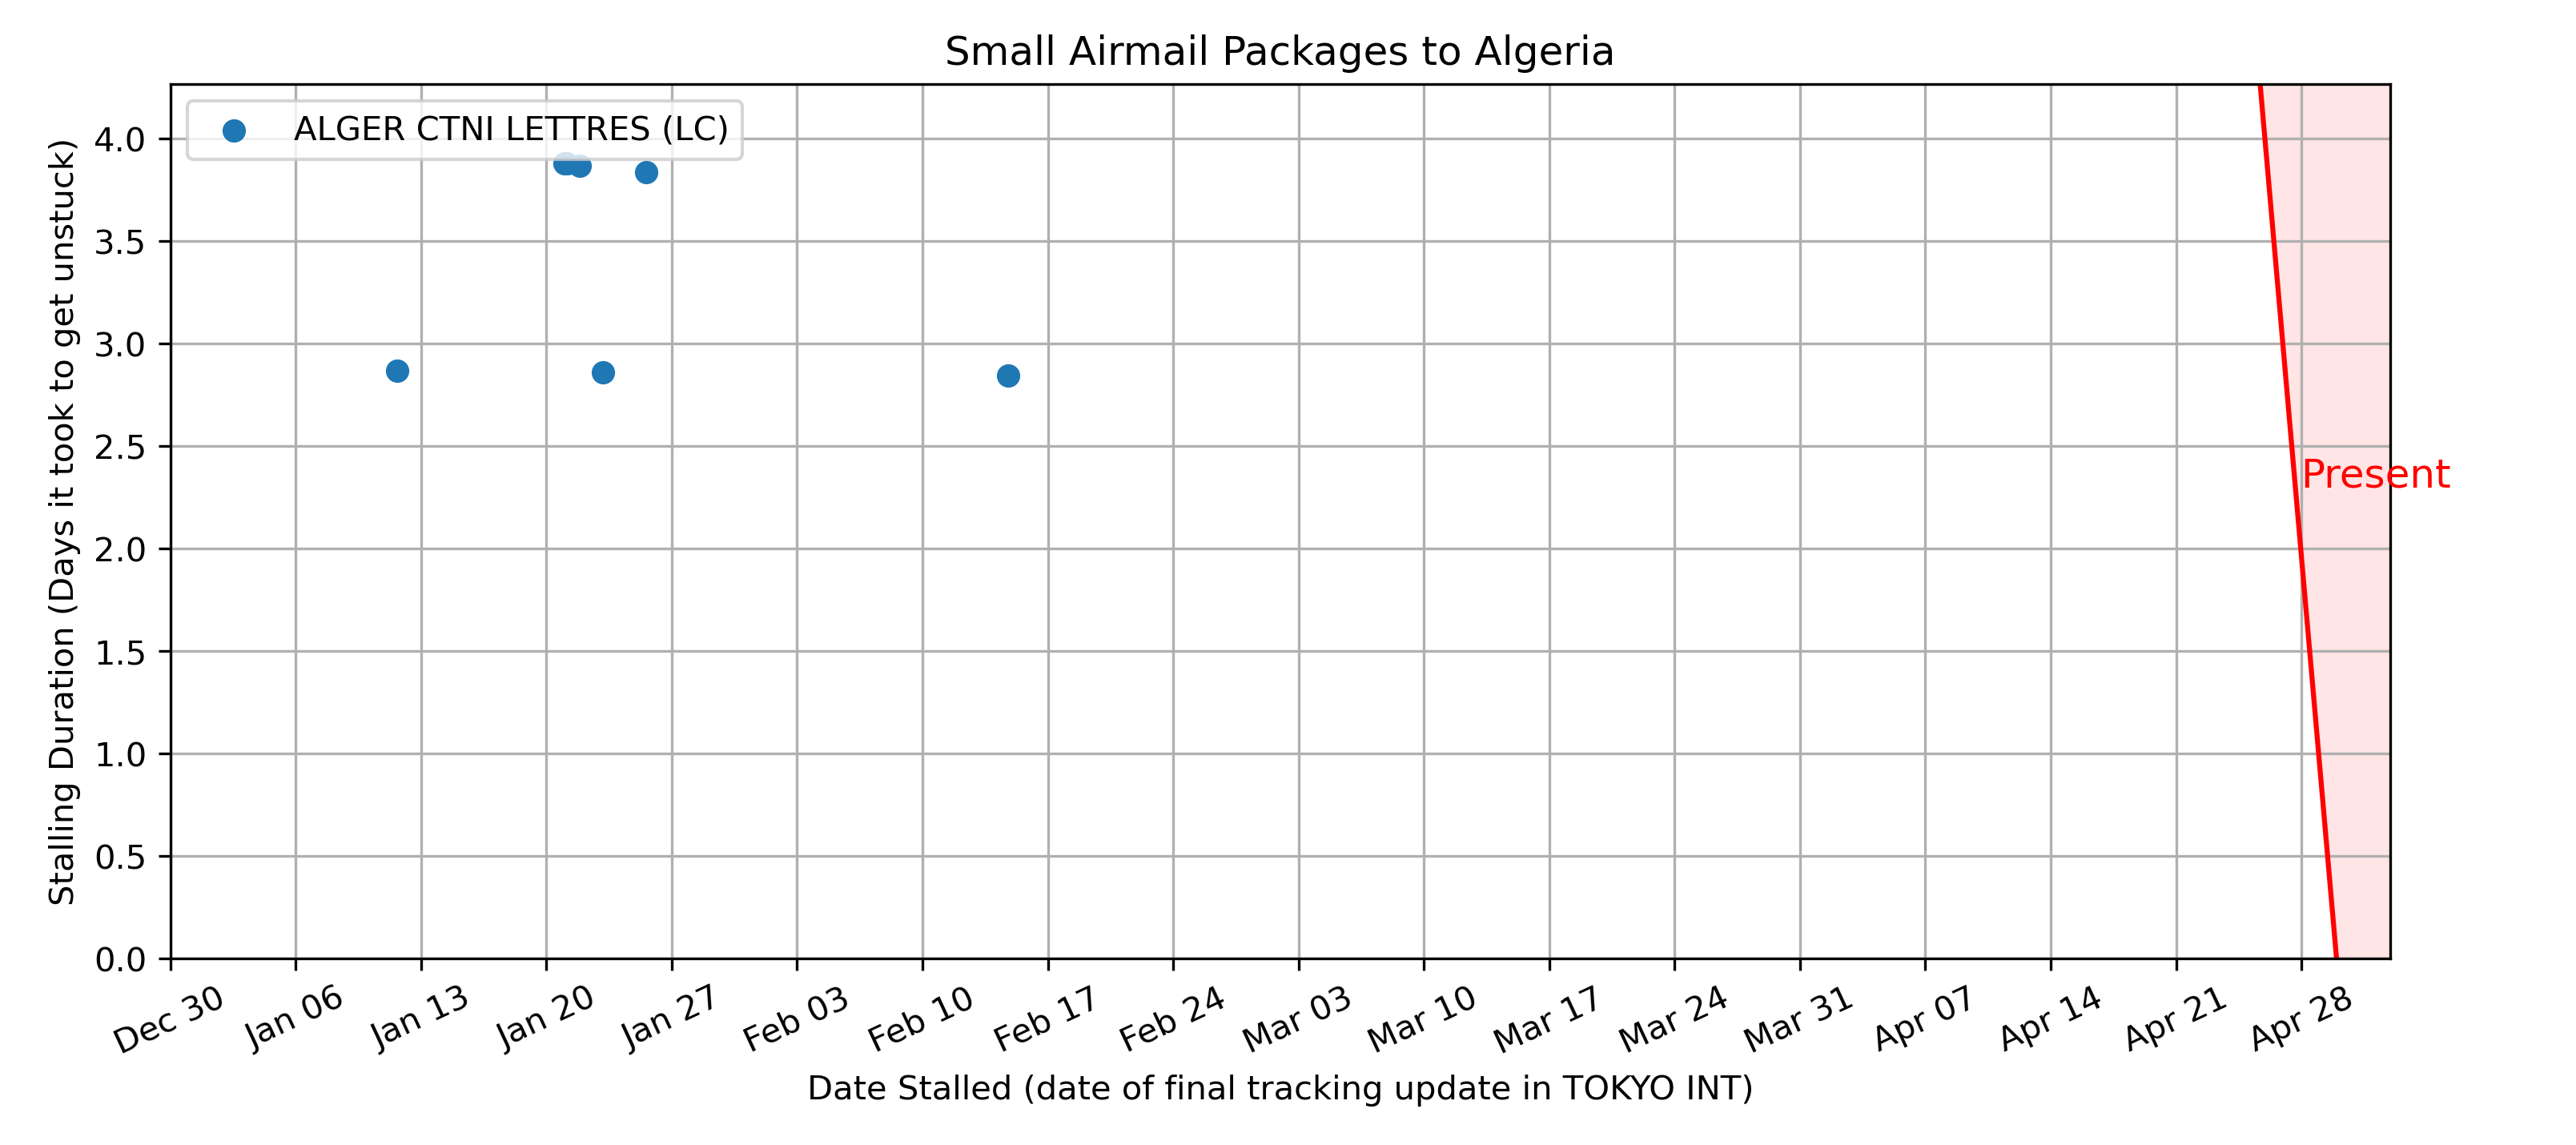 Small Airmail Packages to Algeria
ALGER CTNI LETTRES (LC)
Stalling Duration (Days it took to get unstuck)
4.0
3.5
3.0
2.5
2.0
1.5
1.0
0.5
0.0
Present
Dec 30 Jan 06 Jan 13 Jan 20 Jan 27 Feb 03 Feb 10 Feb 17 Feb 24 Mar 03 Mar 10 Mar 17 Mar 24 Mar 31 Apr 07 Apr 14 Apr 21 Apr 28
Date Stalled (date of final tracking update in TOKYO INT)